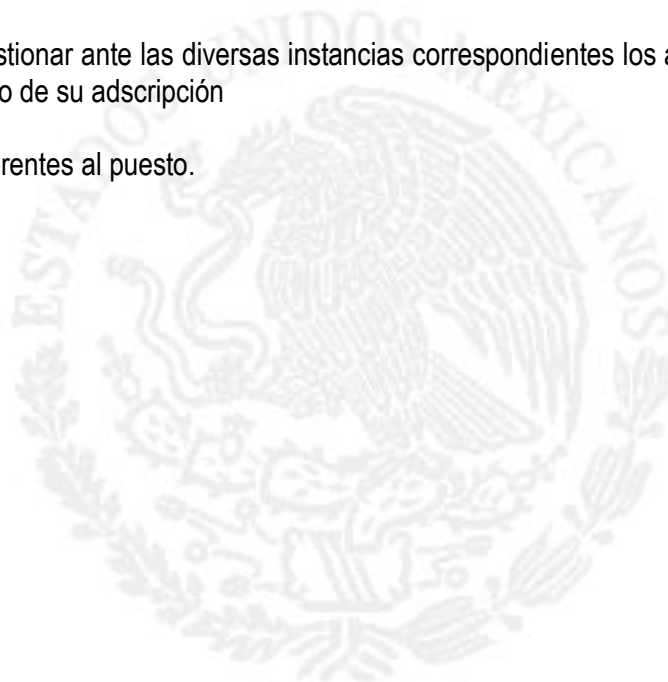 stionar ante las diversas instancias correspondientes los a
o de su adscripción
rentes al puesto.
ESTADOS UNIDOS MEXICANOS